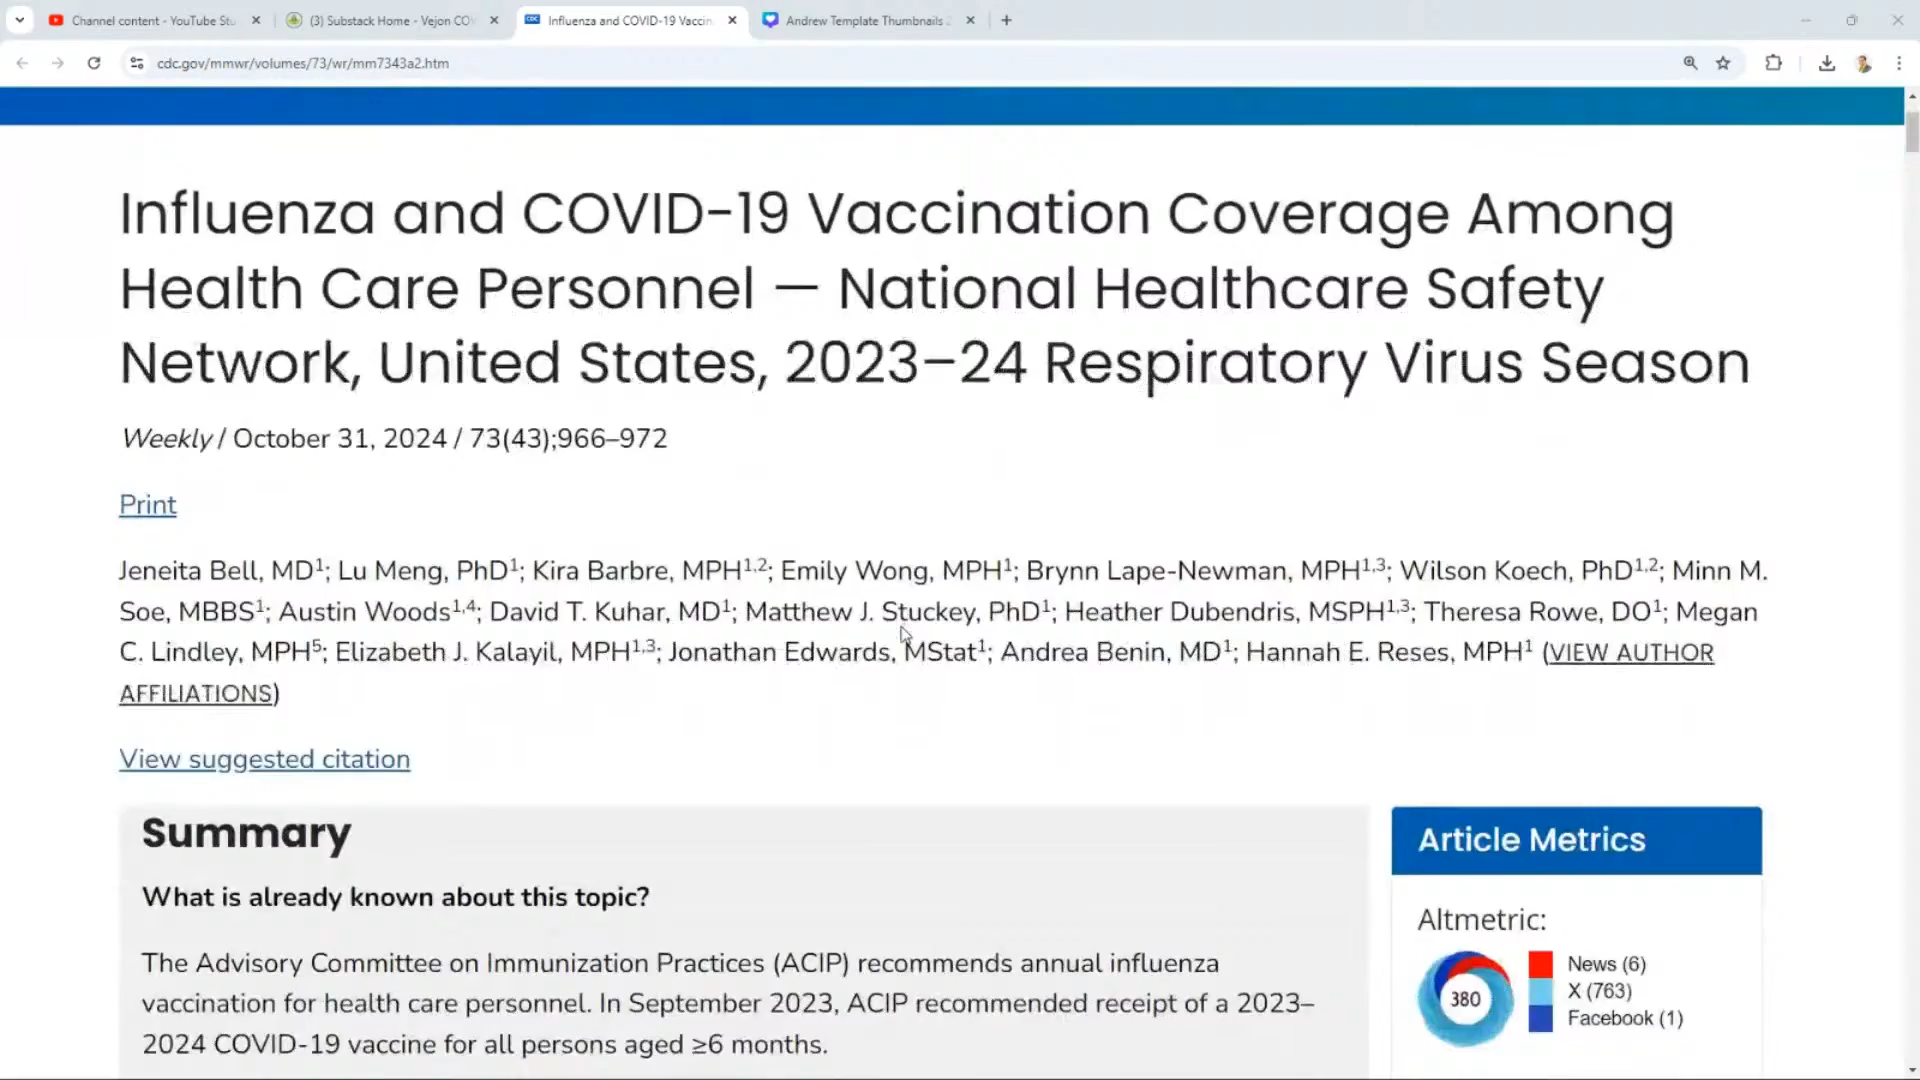 Channel content - YouTube Stu
(3) Substack Home - Vejon COV
Influenza and COVID-19 Vaccin
Andrew Template Thumbnails
cdc.gov/mmwr/volumes/73/wr/mm7343a2.htm
Influenza and COVID-19 Vaccination Coverage Among
Health Care Personnel — National Healthcare Safety
Network, United States, 2023–24 Respiratory Virus Season
Weekly / October 31, 2024 / 73(43);966–972
Print
Jeneita Bell, MD1; Lu Meng, PhD1; Kira Barbre, MPH1,2; Emily Wong, MPH1; Brynn Lape-Newman, MPH1,3; Wilson Koech, PhD1,2; Minn M.
Soe, MBBS1; Austin Woods1,4; David T. Kuhar, MD1; Matthew J. Stuckey, PhD1; Heather Dubendris, MSPH1,3; Theresa Rowe, DO1; Megan
C. Lindley, MPH5; Elizabeth J. Kalayil, MPH1,3; Jonathan Edwards, MStat1; Andrea Benin, MD1; Hannah E. Reses, MPH1 (VIEW AUTHOR
AFFILIATIONS)
View suggested citation
Summary
What is already known about this topic?
The Advisory Committee on Immunization Practices (ACIP) recommends annual influenza
vaccination for health care personnel. In September 2023, ACIP recommended receipt of a 2023–
2024 COVID-19 vaccine for all persons aged ≥6 months.
Article Metrics
Altmetric:
380
News (6)
X (763)
Facebook (1)